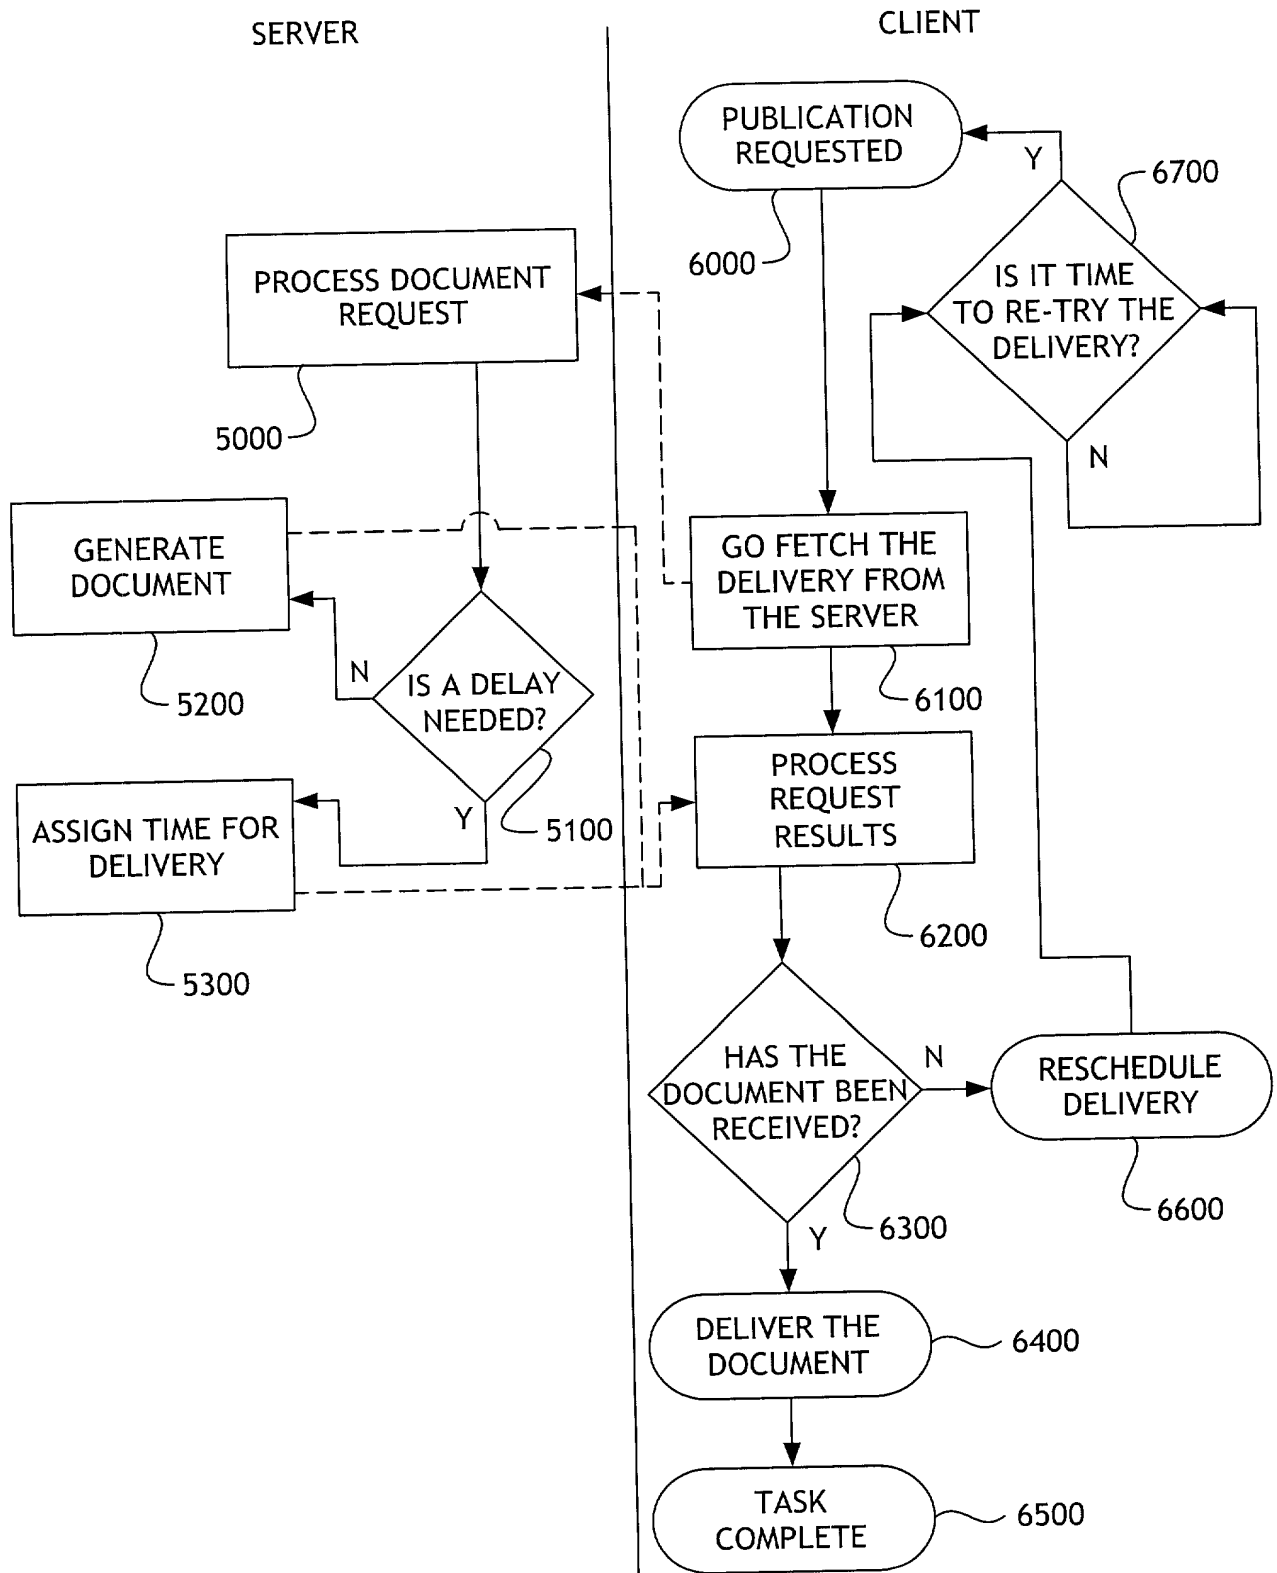 SERVER
CLIENT
PUBLICATION
REQUESTED
Y
6700
6000
IS IT TIME
TO RE-TRY THE
DELIVERY?
N
PROCESS DOCUMENT
REQUEST
5000
GENERATE
DOCUMENT
5200
GO FETCH THE
DELIVERY FROM
THE SERVER
6100
N
IS A DELAY
NEEDED?
Y
5100
ASSIGN TIME FOR
DELIVERY
5300
PROCESS
REQUEST
RESULTS
6200
HAS THE
DOCUMENT BEEN
RECEIVED?
N
RESCHEDULE
DELIVERY
6600
6300
Y
DELIVER THE
DOCUMENT
6400
TASK
COMPLETE
6500